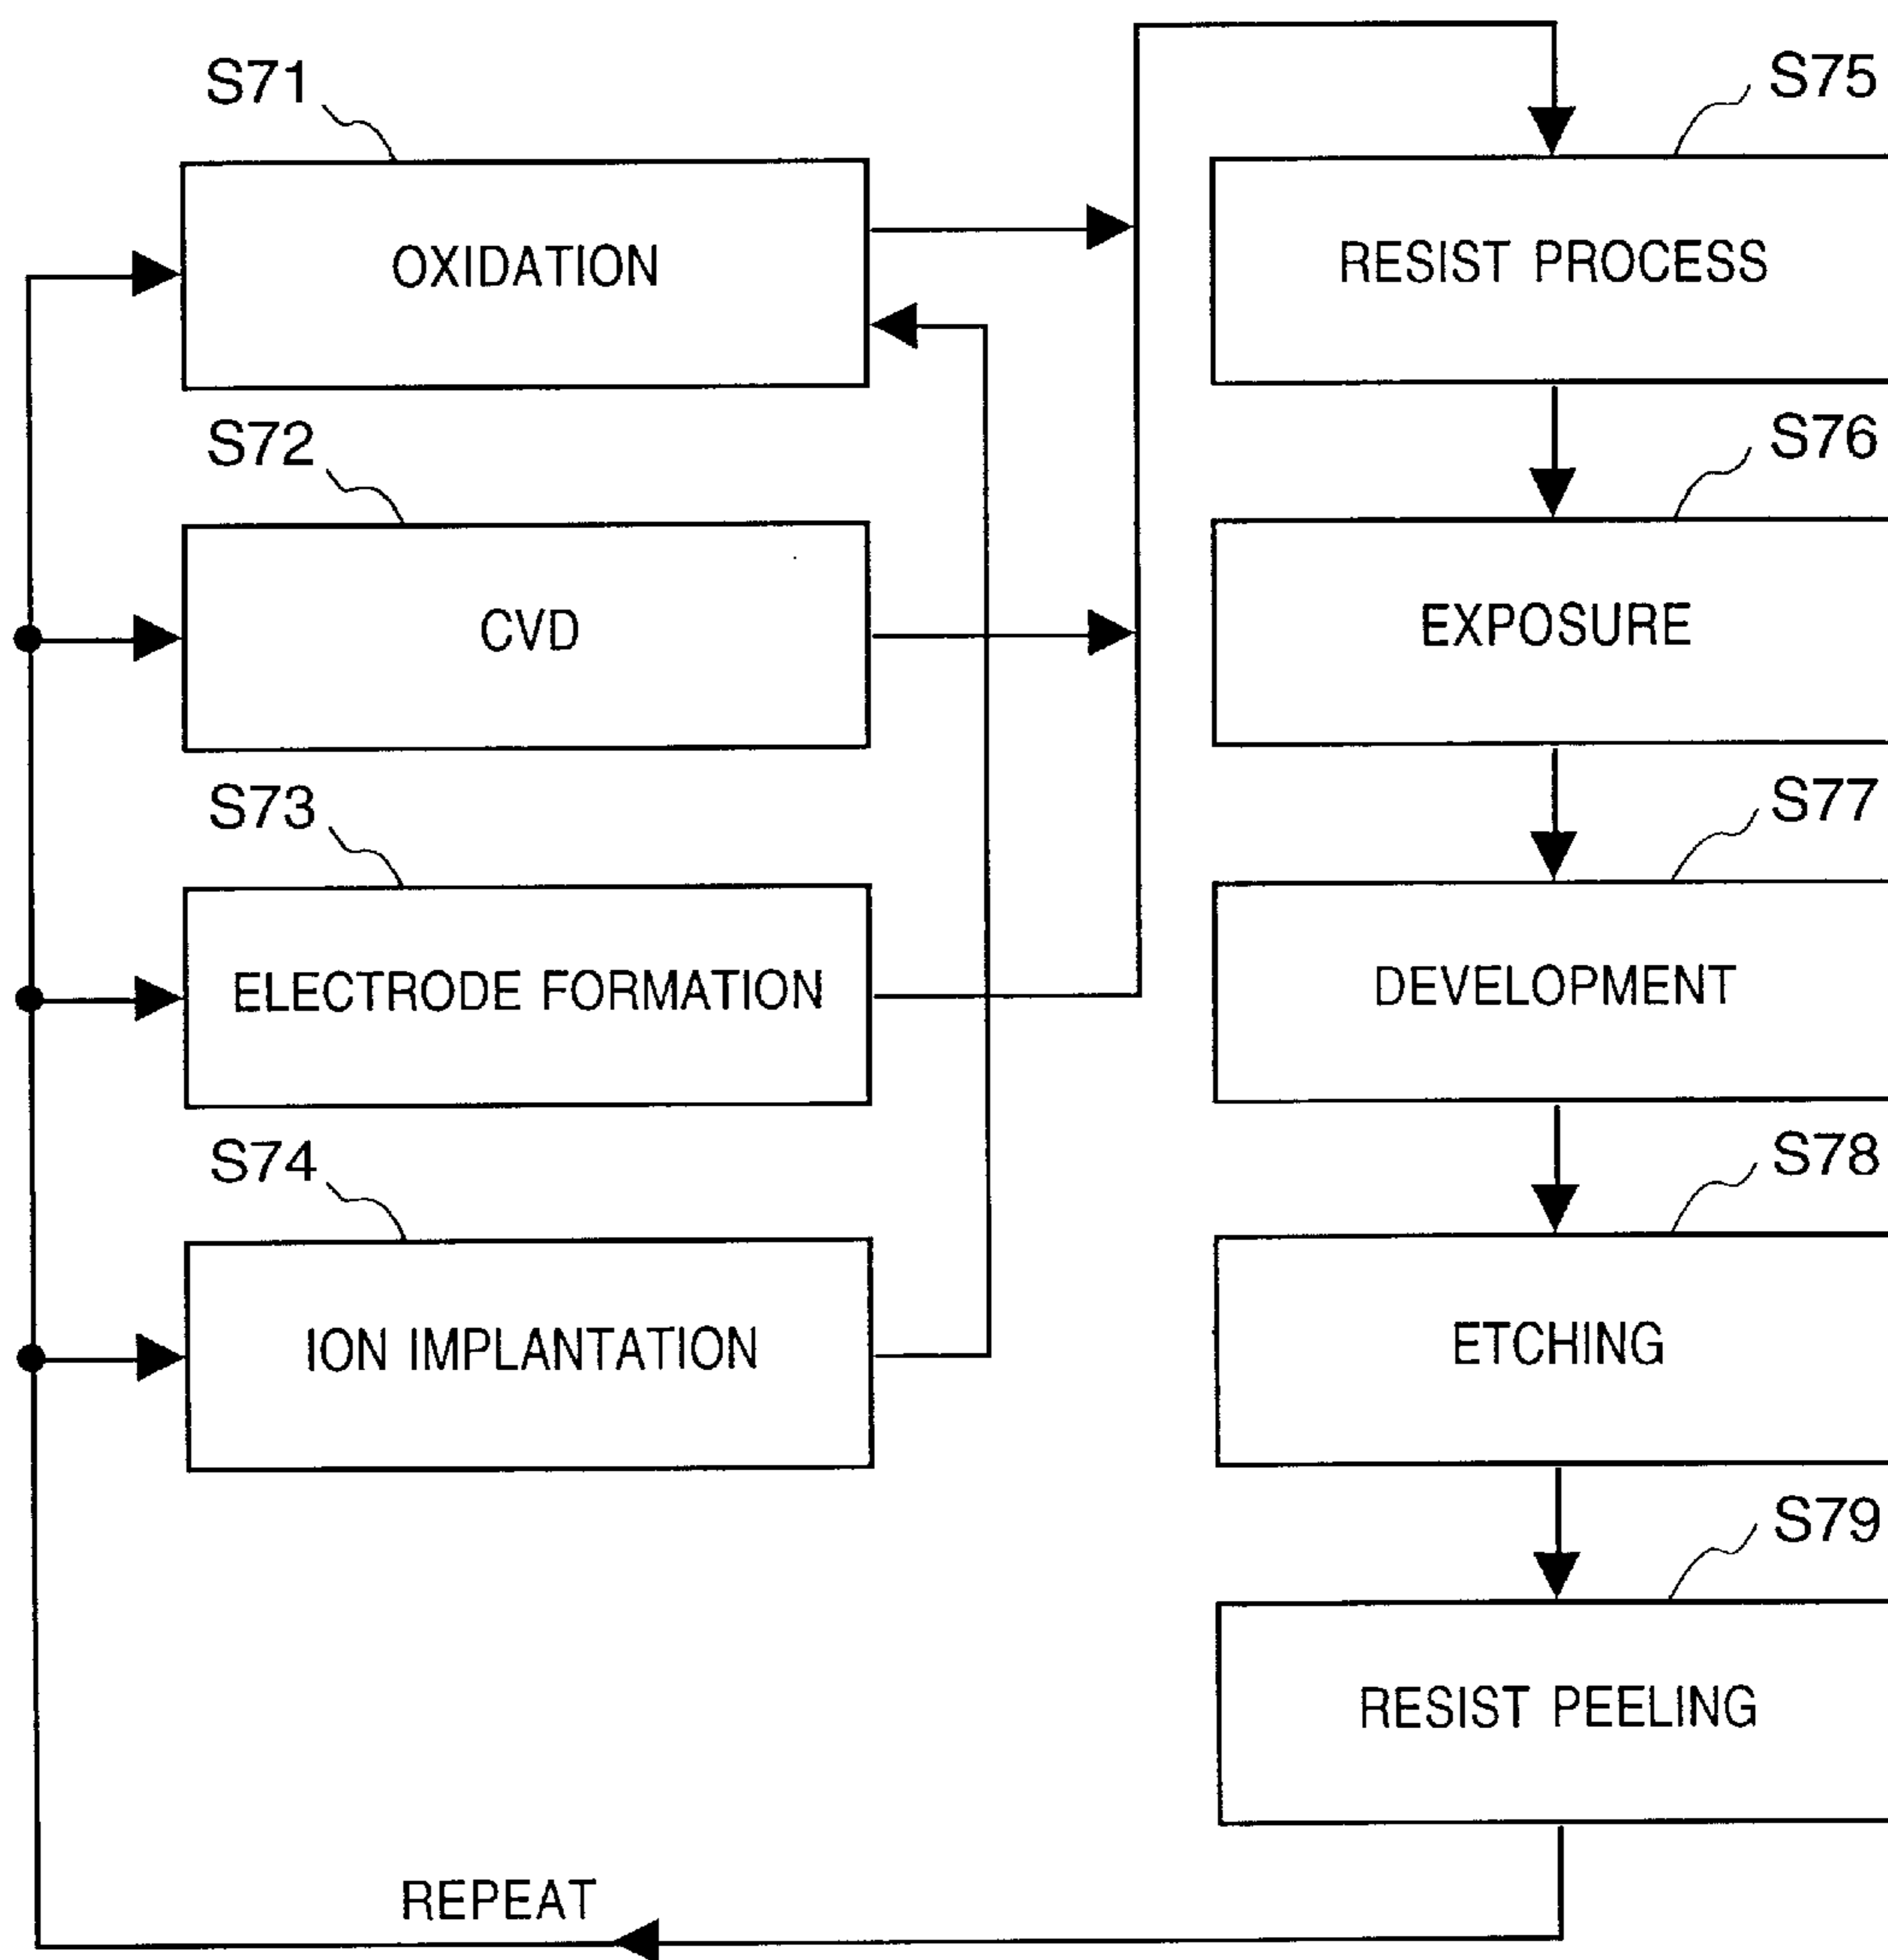 S71
OXIDATION
S72
CVD
S73
ELECTRODE FORMATION
S74
ION IMPLANTATION
S75
RESIST PROCESS
S76
EXPOSURE
S77
DEVELOPMENT
S78
ETCHING
S79
RESIST PEELING
REPEAT